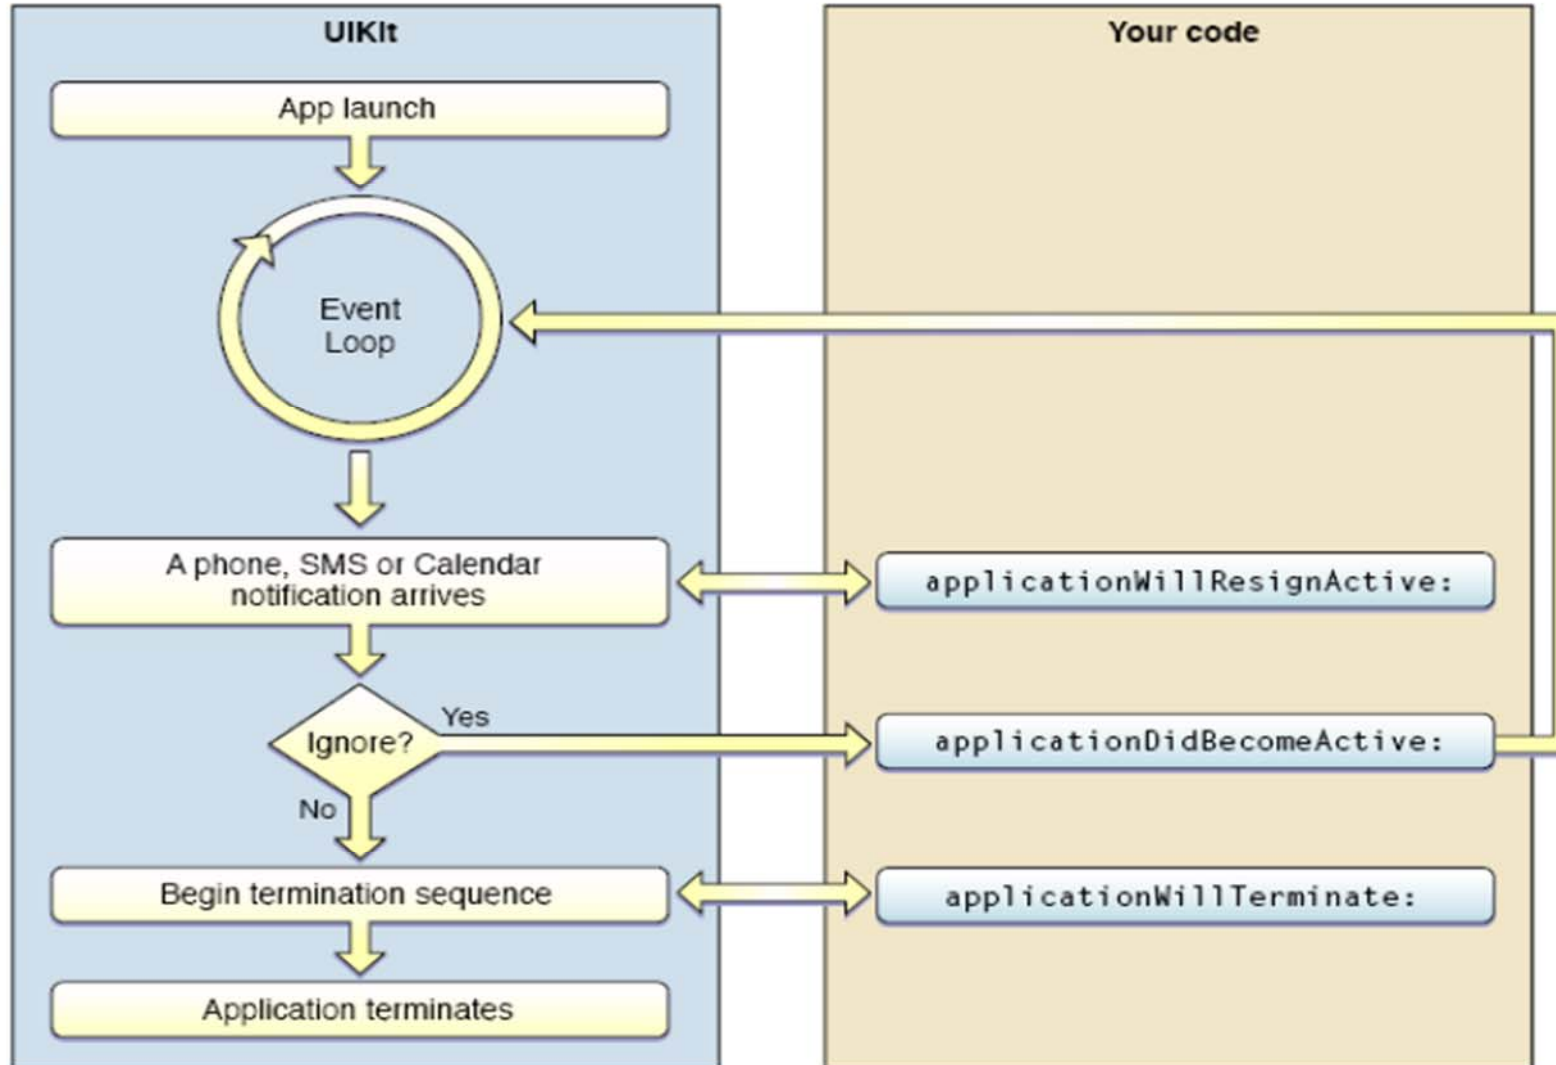 UIKIt
Your code
App launch
Event
Loop
A phone, SMS or Calendar
notification arrives
applicationWillResignActive:
Ignore?
Yes
applicationDidBecomeActive:
No
Begin termination sequence
applicationWillTerminate:
Application terminates